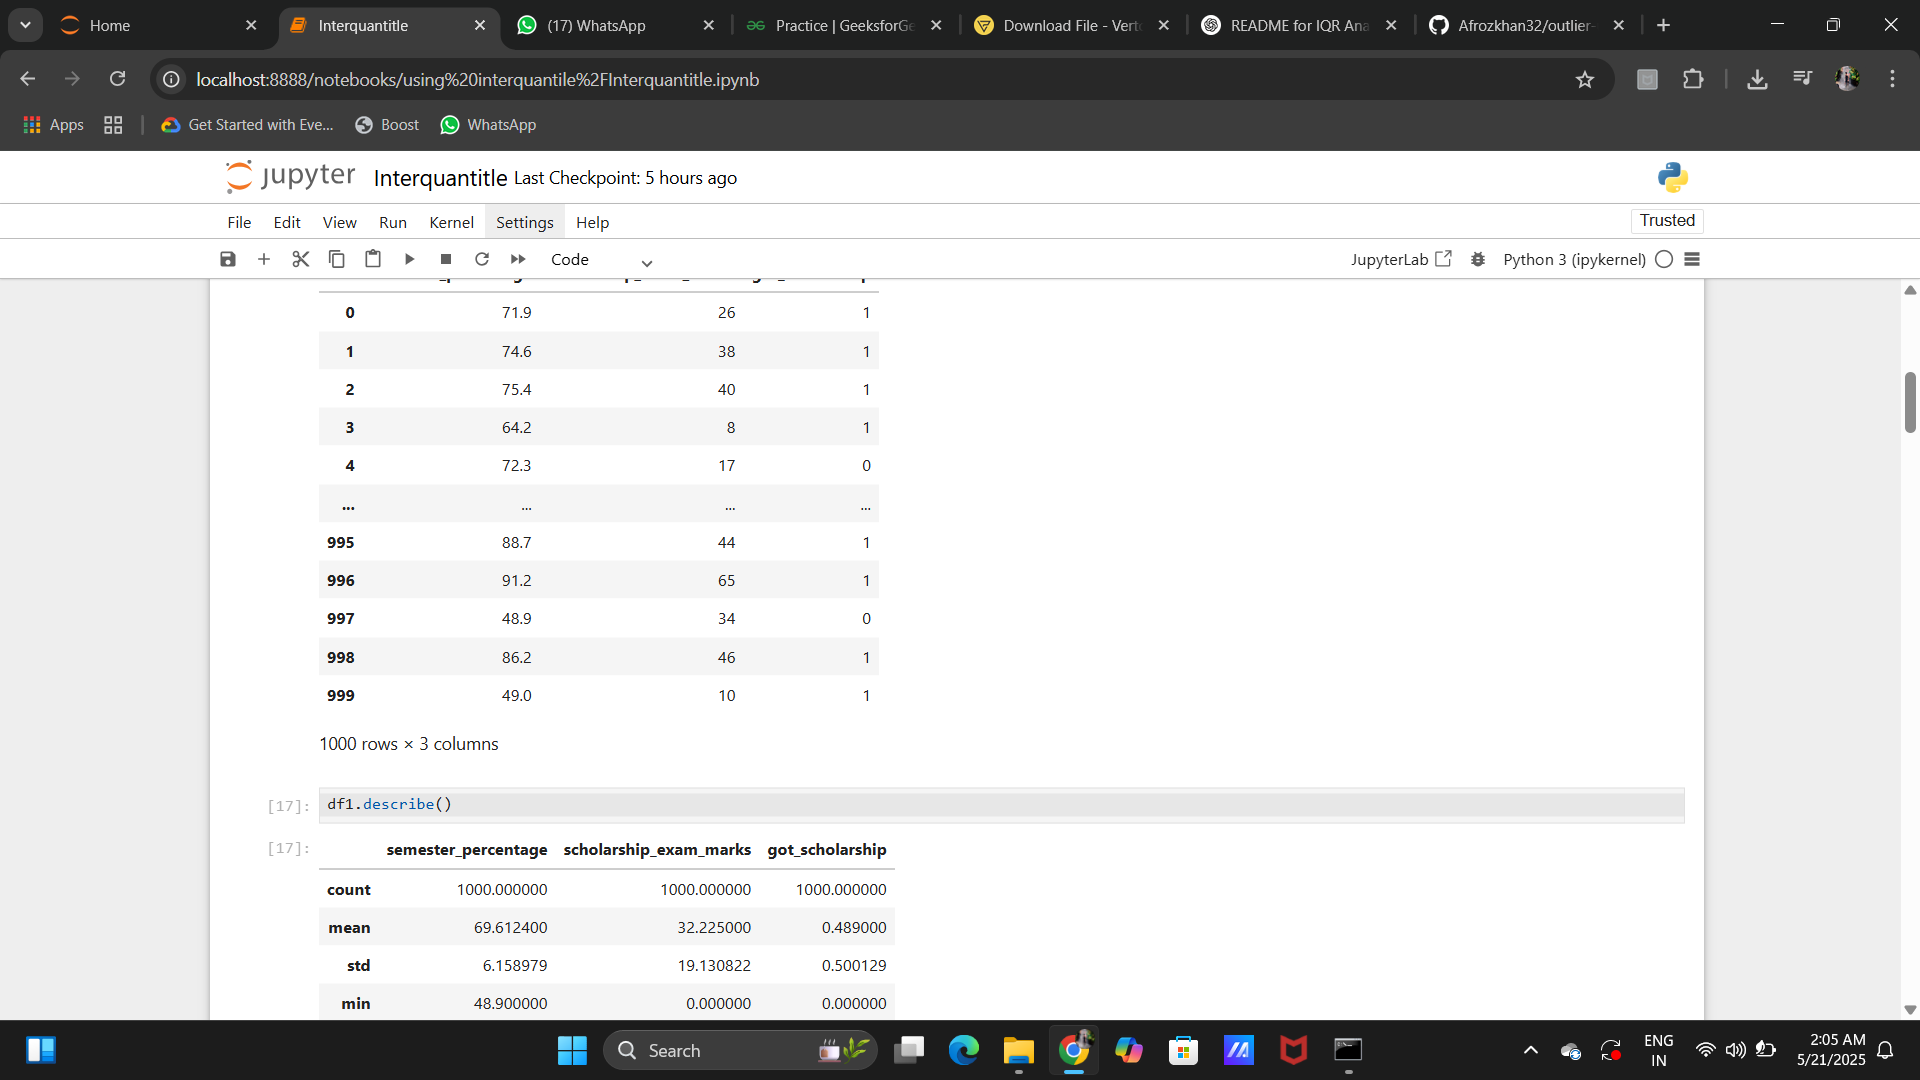 Home
Interquantitle
(17) WhatsApp
Practice | GeeksforGe
Download File - Verto
README for IQR Ana
Afrozkhan32/outlier-
localhost:8888/notebooks/using%20interquantile%2FInterquantitle.ipynb
Apps
Get Started with Eve...
Boost
WhatsApp
jupyter Interquantitle Last Checkpoint: 5 hours ago
File Edit View Run Kernel Settings Help
Trusted
Code
JupyterLab
Python 3 (ipykernel)
0 71.9 26 1
1 74.6 38 1
2 75.4 40 1
3 64.2 8 1
4 72.3 17 0
... ... ... ...
995 88.7 44 1
996 91.2 65 1
997 48.9 34 0
998 86.2 46 1
999 49.0 10 1
1000 rows × 3 columns
[17]: df1.describe()
[17]: semester_percentage scholarship_exam_marks got_scholarship
count 1000.000000 1000.000000 1000.000000
mean 69.612400 32.225000 0.489000
std 6.158979 19.130822 0.500129
min 48.900000 0.000000 0.000000
Search
ENG
IN
2:05 AM
5/21/2025